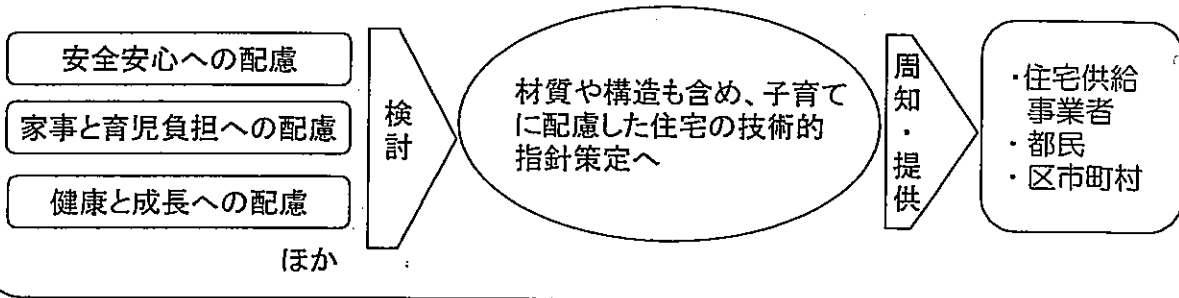 安全安心への配慮
家事と育児負担への配慮
健康と成長への配慮
ほか
検討
材質や構造も含め、子育て
に配慮した住宅の技術的
指針策定へ
周知・提供
・住宅供給
事業者
・都民
・区市町村